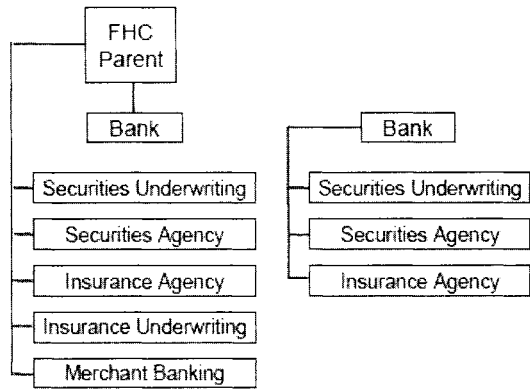 FHC
Parent
Bank
Securities Underwriting
Securities Agency
Insurance Agency
Insurance Underwriting
Merchant Banking
Bank
Securities Underwriting
Securities Agency
Insurance Agency